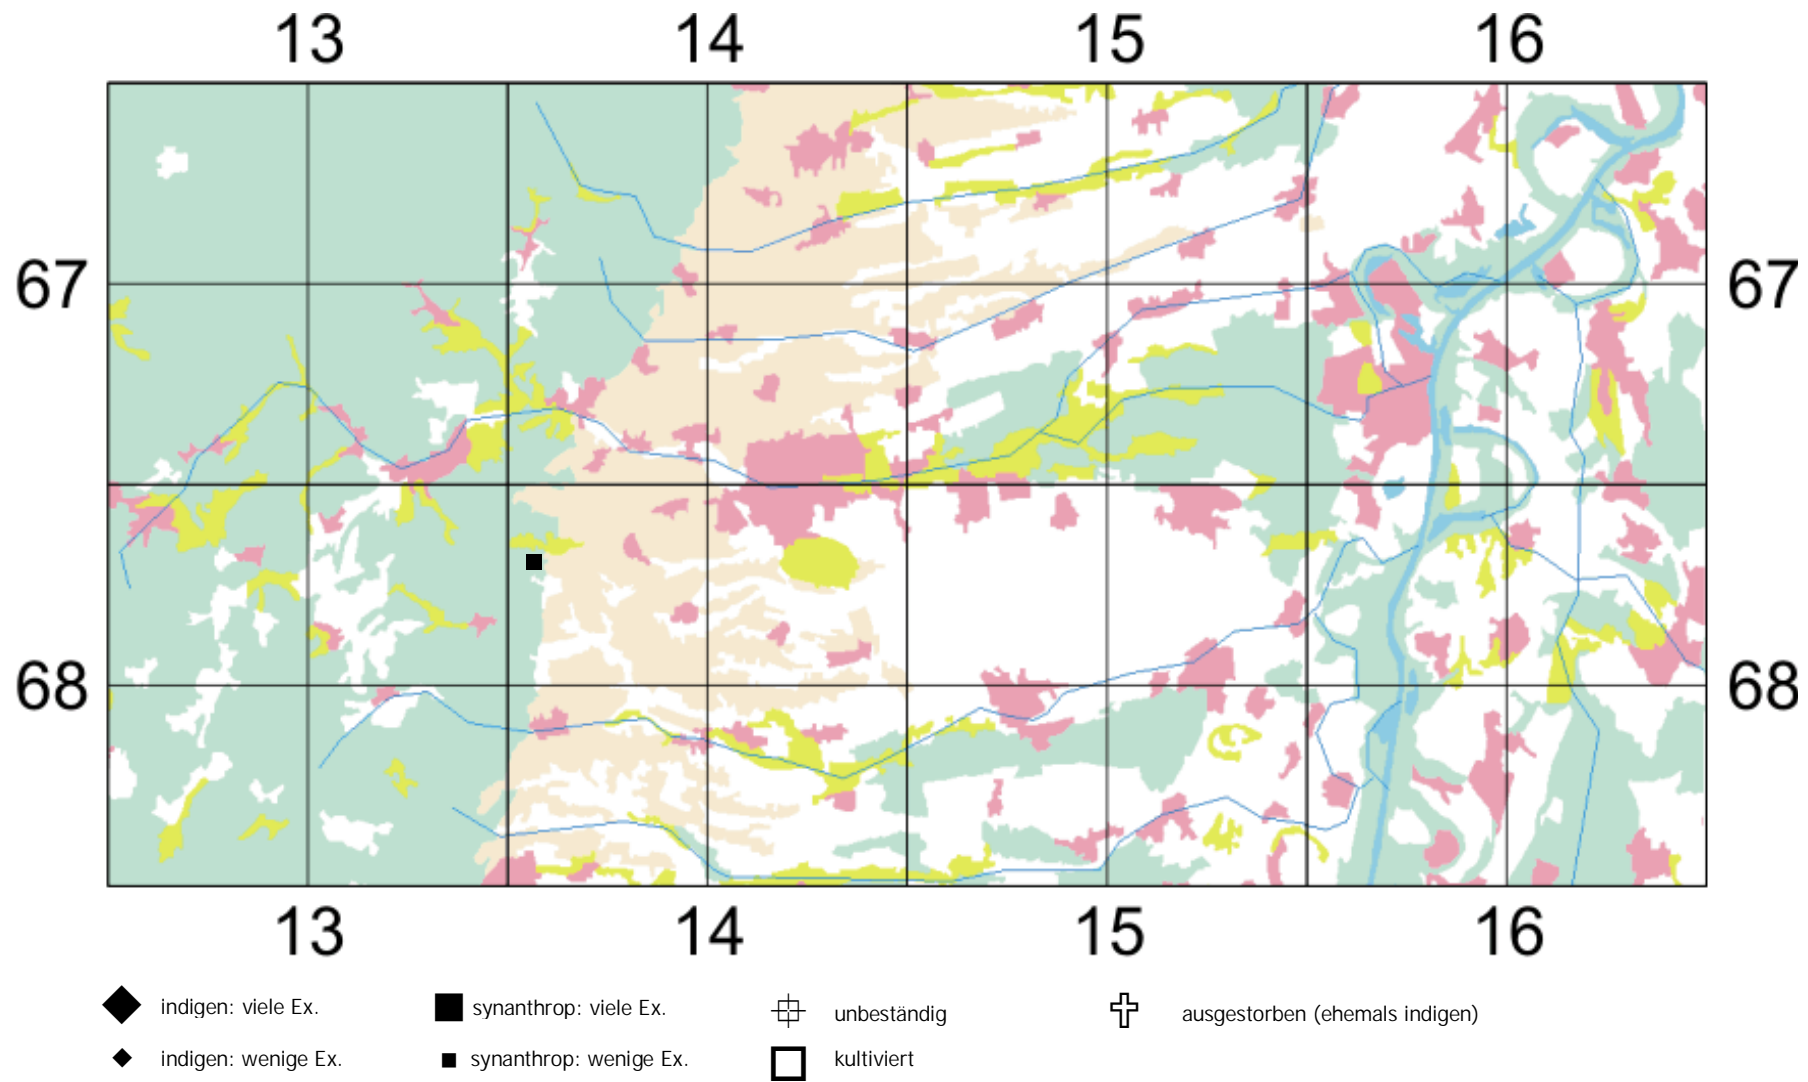 13 14 15 16
67 67
68 68
13 14 15 16
indigen: viele Ex. synanthrop: viele Ex. unbeständig ausgestorben (ehemals indigen)
indigen: wenige Ex. synanthrop: wenige Ex. kultiviert